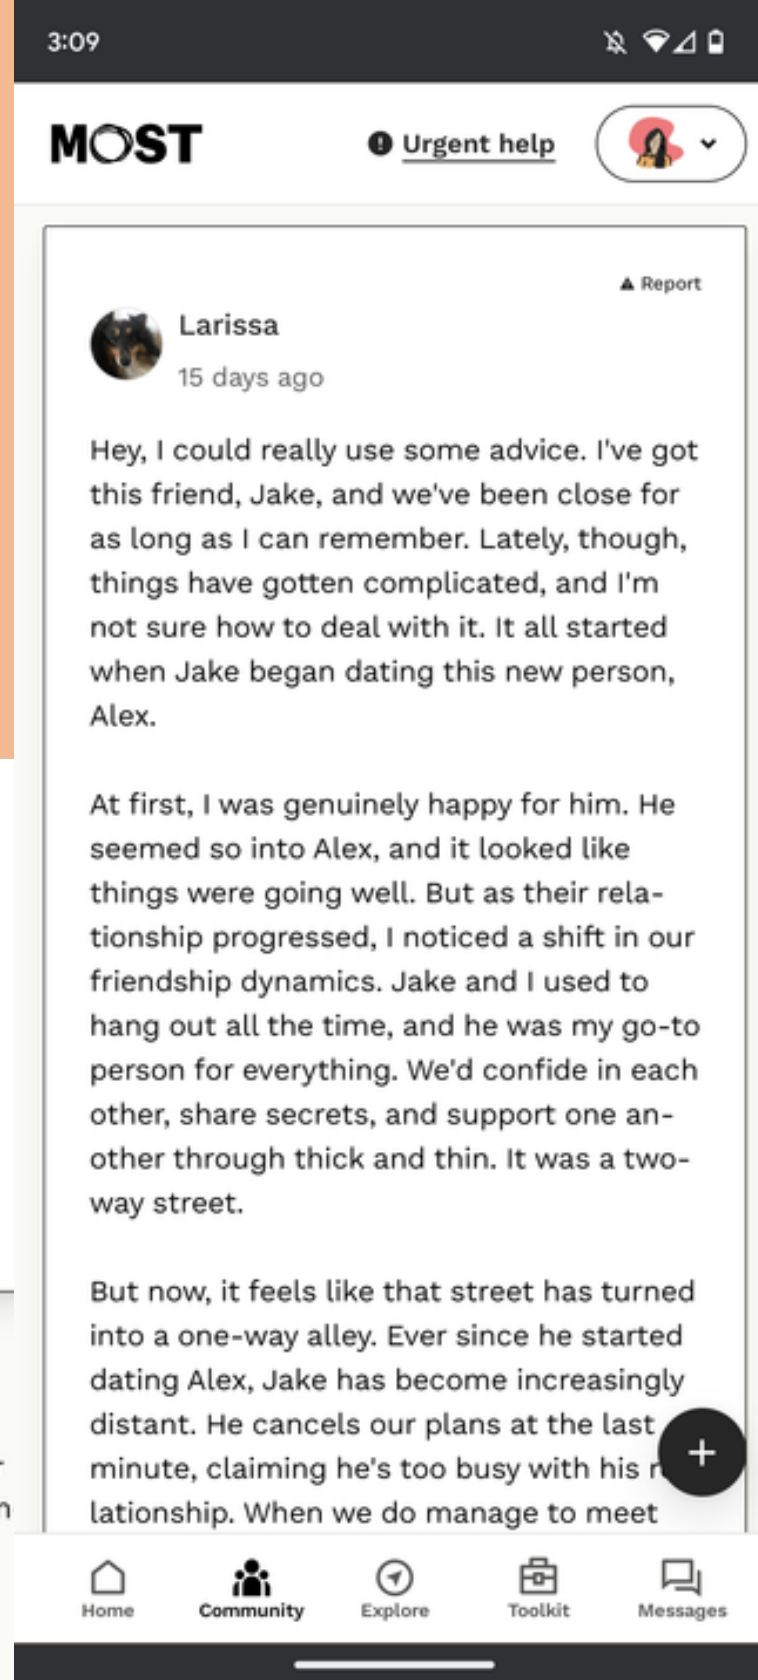 3:09
MOST
Urgent help
Report
Larissa
15 days ago
Hey, I could really use some advice. I've got
this friend, Jake, and we've been close for
as long as I can remember. Lately, though,
things have gotten complicated, and I'm
not sure how to deal with it. It all started
when Jake began dating this new person,
Alex.
At first, I was genuinely happy for him. He
seemed so into Alex, and it looked like
things were going well. But as their rela-
tionship progressed, I noticed a shift in our
friendship dynamics. Jake and I used to
hang out all the time, and he was my go-to
person for everything. We'd confide in each
other, share secrets, and support one an-
other through thick and thin. It was a two-
way street.
But now, it feels like that street has turned
into a one-way alley. Ever since he started
dating Alex, Jake has become increasingly
distant. He cancels our plans at the last
minute, claiming he's too busy with his
lationship. When we do manage to meet
Home
Community
Explore
Toolkit
Messages